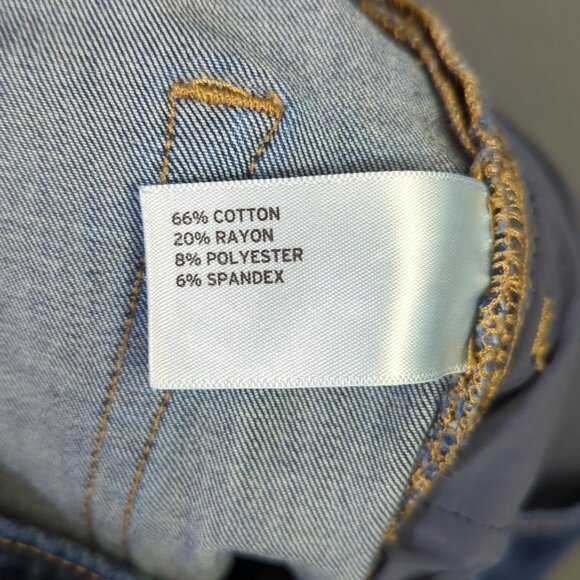 66% COTTON
20% RAYON
8% POLYESTER
6% SPANDEX